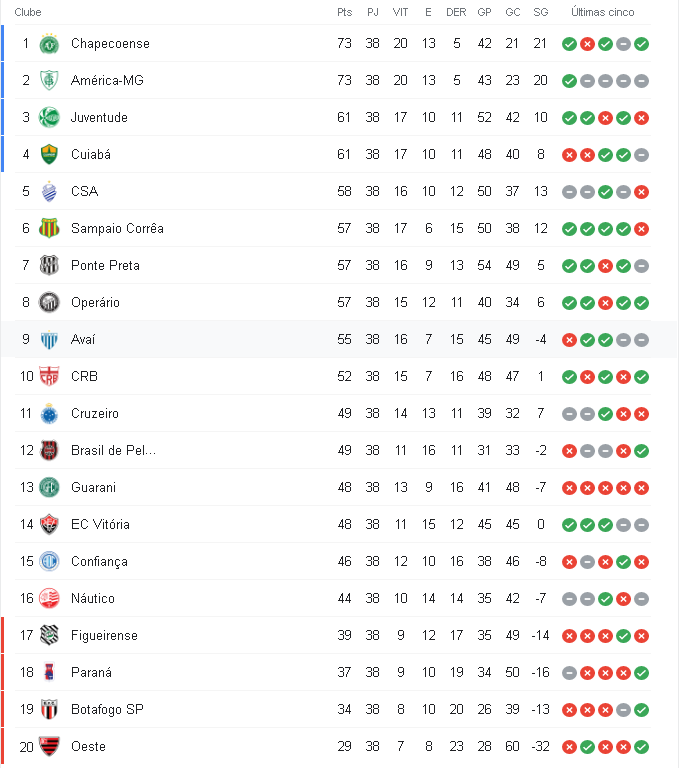 Clube Pts PJ VIT E DER GP GC SG Últimas cinco
1 Chapecoense 73 38 20 13 5 42 21 21
2 América-MG 73 38 20 13 5 43 23 20
3 Juventude 61 38 17 10 11 52 42 10
4 Cuiabá 61 38 17 10 11 48 40 8
5 CSA 58 38 16 10 12 50 37 13
6 Sampaio Corrêa 57 38 17 6 15 50 38 12
7 Ponte Preta 57 38 16 9 13 54 49 5
8 Operário 57 38 15 12 11 40 34 6
9 Avaí 55 38 16 7 15 45 49 -4
10 CRB 52 38 15 7 16 48 47 1
11 Cruzeiro 49 38 14 13 11 39 32 7
12 Brasil de Pel... 49 38 11 16 11 31 33 -2
13 Guarani 48 38 13 9 16 41 48 -7
14 EC Vitória 48 38 11 15 12 45 45 0
15 Confiança 46 38 12 10 16 38 46 -8
16 Náutico 44 38 10 14 14 35 42 -7
17 Figueirense 39 38 9 12 17 35 49 -14
18 Paraná 37 38 9 10 19 34 50 -16
19 Botafogo SP 34 38 8 10 20 26 39 -13
20 Oeste 29 38 7 8 23 28 60 -32